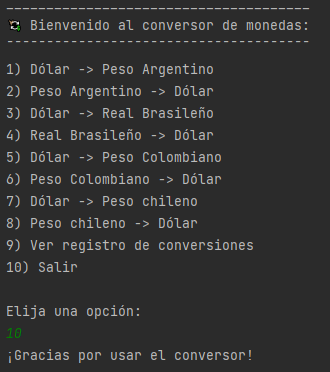 ---------------------------------------
💱 Bienvenido al conversor de monedas:
---------------------------------------
1) Dólar -> Peso Argentino
2) Peso Argentino -> Dólar
3) Dólar -> Real Brasileño
4) Real Brasileño -> Dólar
5) Dólar -> Peso Colombiano
6) Peso Colombiano -> Dólar
7) Dólar -> Peso chileno
8) Peso chileno -> Dólar
9) Ver registro de conversiones
10) Salir
Elija una opción:
10
¡Gracias por usar el conversor!